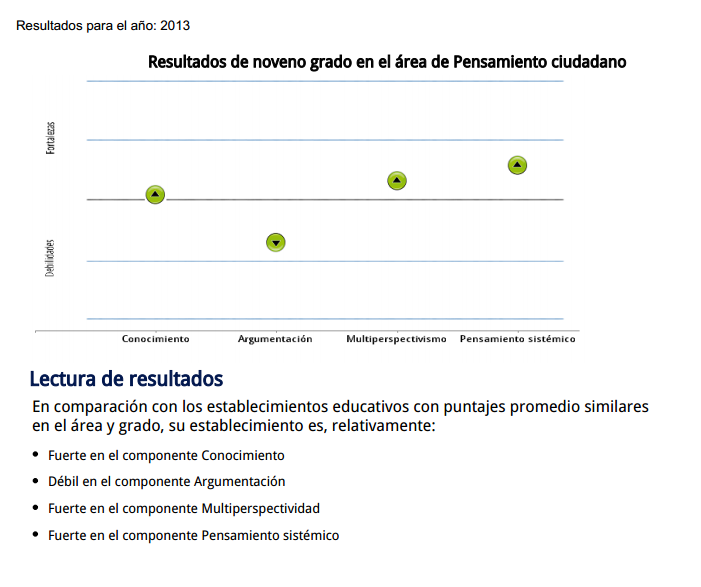 Resultados para el año: 2013
Resultados de noveno grado en el área de Pensamiento ciudadano
Fortalezas
Debilidades
Conocimiento Argumentación Multiperspectivismo Pensamiento sistémico
Lectura de resultados
En comparación con los establecimientos educativos con puntajes promedio similares
en el área y grado, su establecimiento es, relativamente:
• Fuerte en el componente Conocimiento
• Débil en el componente Argumentación
• Fuerte en el componente Multiperspectividad
• Fuerte en el componente Pensamiento sistémico